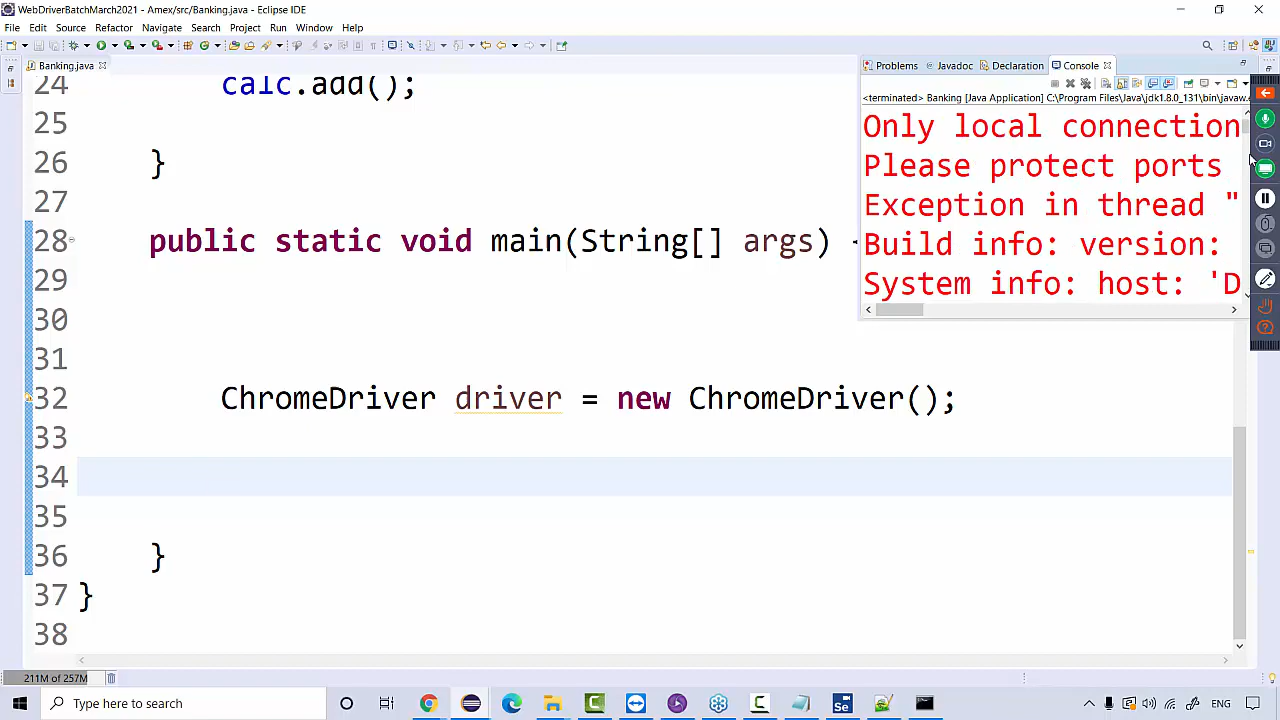 WebDriverBatchMarch2021 - Amex/src/Banking.java - Eclipse IDE
File Edit Source Refactor Navigate Search Project Run Window Help
Banking.java
Problems Javadoc Declaration Console
<terminated> Banking [Java Application] C:\Program Files\Java\jdk1.8.0_131\bin\javaw.e
Only local connection
Please protect ports
Exception in thread "
Build info: version:
System info: host: 'D
24 calc.add();
25
26 }
27
28 public static void main(String[] args) {
29
30
31
32 ChromeDriver driver = new ChromeDriver();
33
34
35
36 }
37 }
38
211M of 257M
Type here to search
Se
ENG